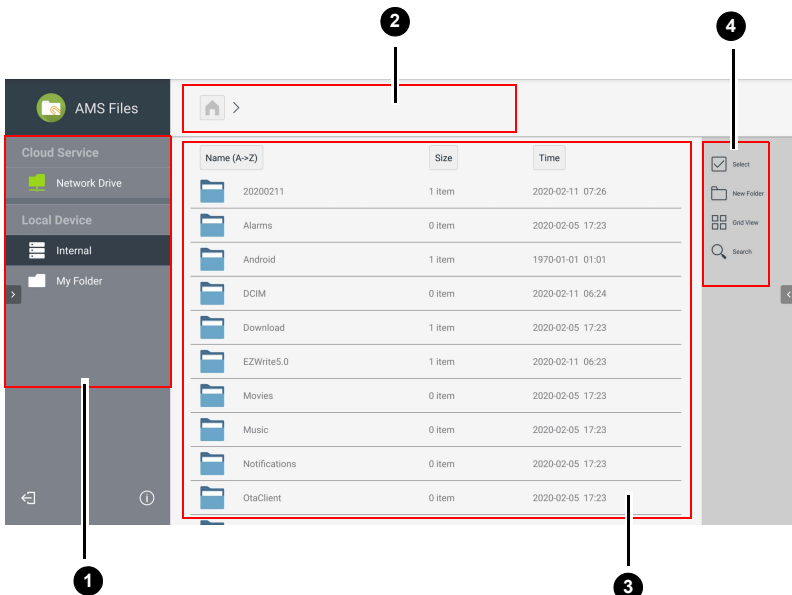 2
4
AMS Files
>
Cloud Service
Network Drive
Local Device
Internal
My Folder
Name (A->Z) Size Time
20200211 1 item 2020-02-11 07:26
Alarms 0 item 2020-02-05 17:23
Android 1 item 1970-01-01 01:01
DCIM 0 item 2020-02-11 06:24
Download 1 item 2020-02-05 17:23
EZWrite5.0 1 item 2020-02-11 06:23
Movies 0 item 2020-02-05 17:23
Music 0 item 2020-02-05 17:23
Notifications 0 item 2020-02-05 17:23
OtaClient 0 item 2020-02-05 17:23
Select
New Folder
Grid View
Search
1
3